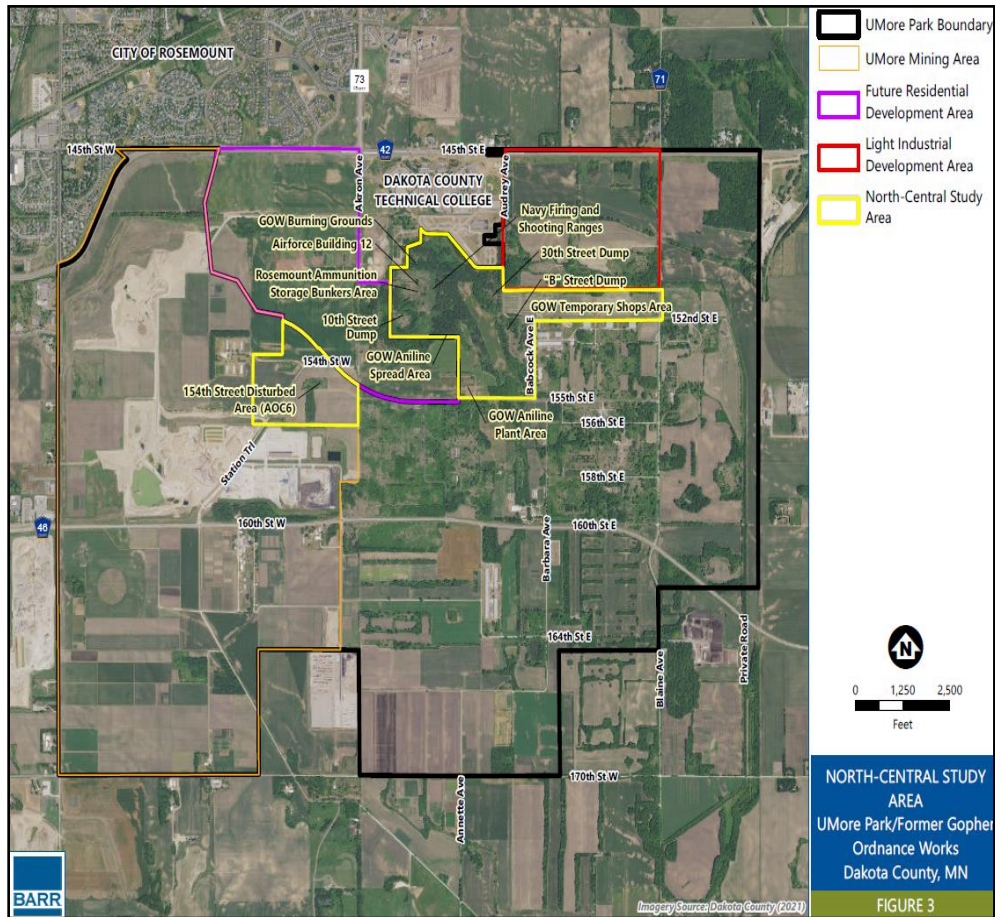 CITY OF ROSEMOUNT
73
71
145th St W
42
145th St E
Akron Ave
Audrey Ave
DAKOTA COUNTY
TECHNICAL COLLEGE
GOW Burning Grounds
Airforce Building 12
Rosemount Ammunition
Storage Bunkers Area
10th Street
Dump
Navy Firing and
Shooting Ranges
30th Street Dump
"B" Street Dump
GOW Temporary Shops Area
152nd St E
154th St W
GOW Aniline
Spread Area
Babcock Ave E
154th Street Disturbed
Area (AOC6)
155th St E
GOW Aniline
Plant Area
156th St E
Station Trl
158th St E
46
160th St W
160th St E
Barbara Ave
164th St E
Blaine Ave
Private Road
170th St W
Annette Ave
BARR
Imagery Source: Dakota County (2021)
UMore Park Boundary
UMore Mining Area
Future Residential
Development Area
Light Industrial
Development Area
North-Central Study
Area
N
0 1,250 2,500
Feet
NORTH-CENTRAL STUDY
AREA
UMore Park/Former Gopher
Ordnance Works
Dakota County, MN
FIGURE 3